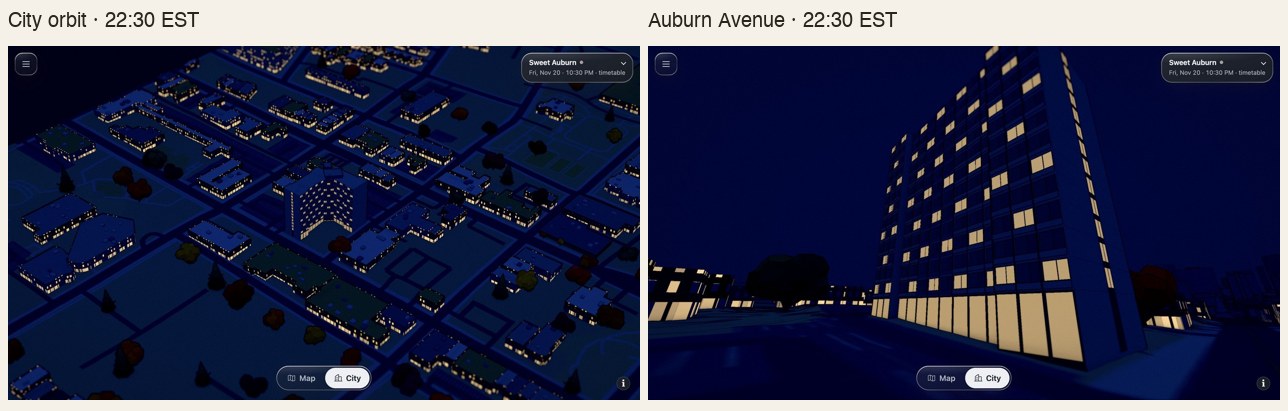 City orbit · 22:30 EST
Auburn Avenue · 22:30 EST
Sweet Auburn
Fri, Nov 20 · 10:30 PM · timetable
Map
City
i
Sweet Auburn
Fri, Nov 20 · 10:30 PM · timetable
Map
City
i